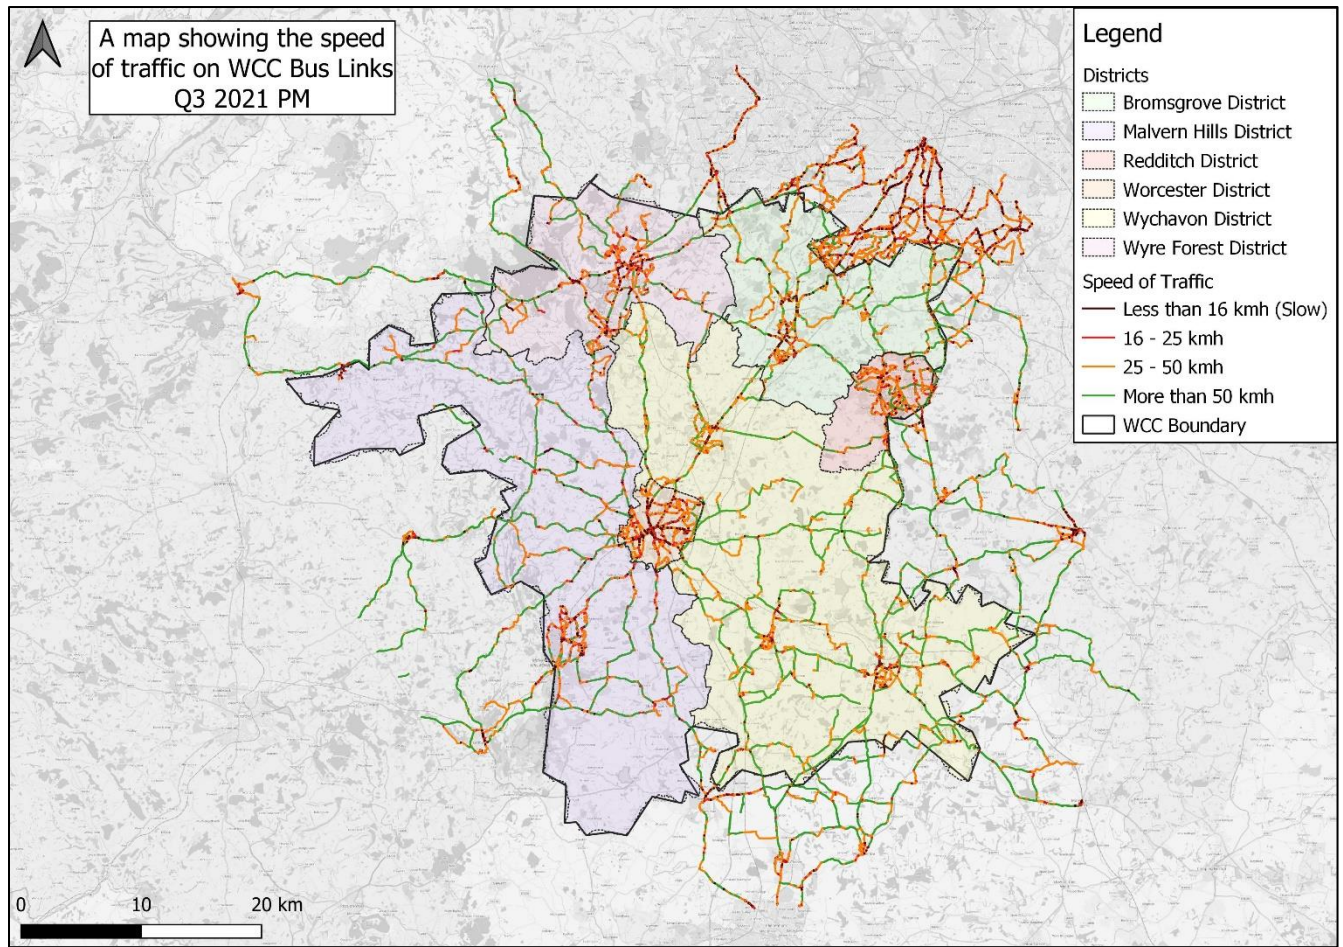 A map showing the speed
of traffic on WCC Bus Links
Q3 2021 PM
Legend
Districts
Bromsgrove District
Malvern Hills District
Redditch District
Worcester District
Wychavon District
Wyre Forest District
Speed of Traffic
Less than 16 kmh (Slow)
16 - 25 kmh
25 - 50 kmh
More than 50 kmh
WCC Boundary
0 10 20 km